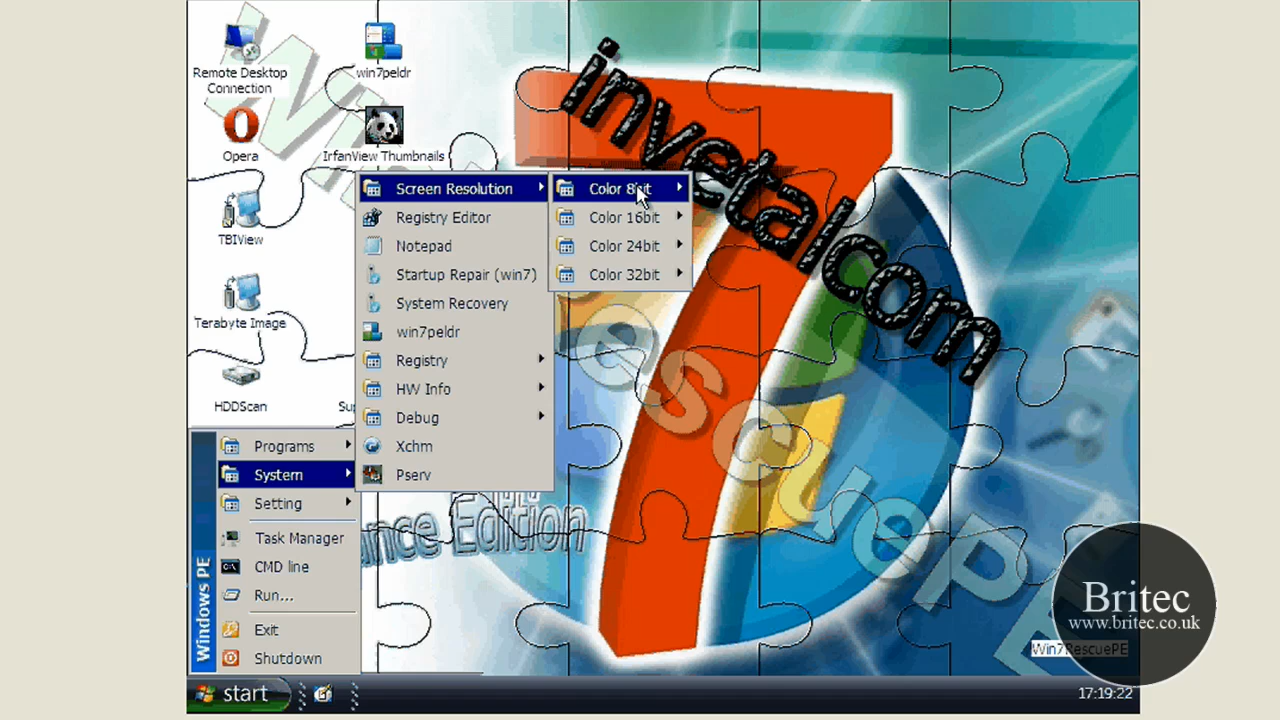 Remote Desktop
Connection
win7peldr
Opera
IrfanView Thumbnails
TBIView
Terabyte Image
HDDScan
invetalcom
Screen Resolution
Registry Editor
Notepad
Startup Repair (win7)
System Recovery
win7peldr
Registry
HW Info
Debug
Xchm
Pserv
Color 8bit
Color 16bit
Color 24bit
Color 32bit
Programs
System
Setting
Task Manager
CMD line
Run...
Exit
Shutdown
Windows PE
escuePE
ance Edition
Britec
www.britec.co.uk
Win7RescuePE
start
17:19:22